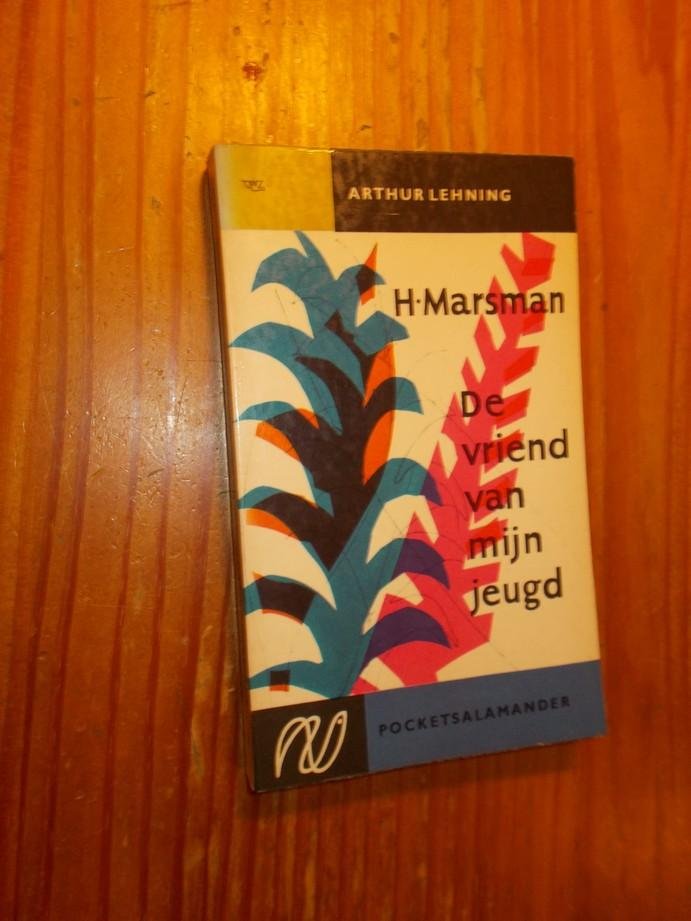 ARTHUR LEHNING
H·Marsman
De
vriend
van
mijn
jeugd
POCKETSALAMANDER